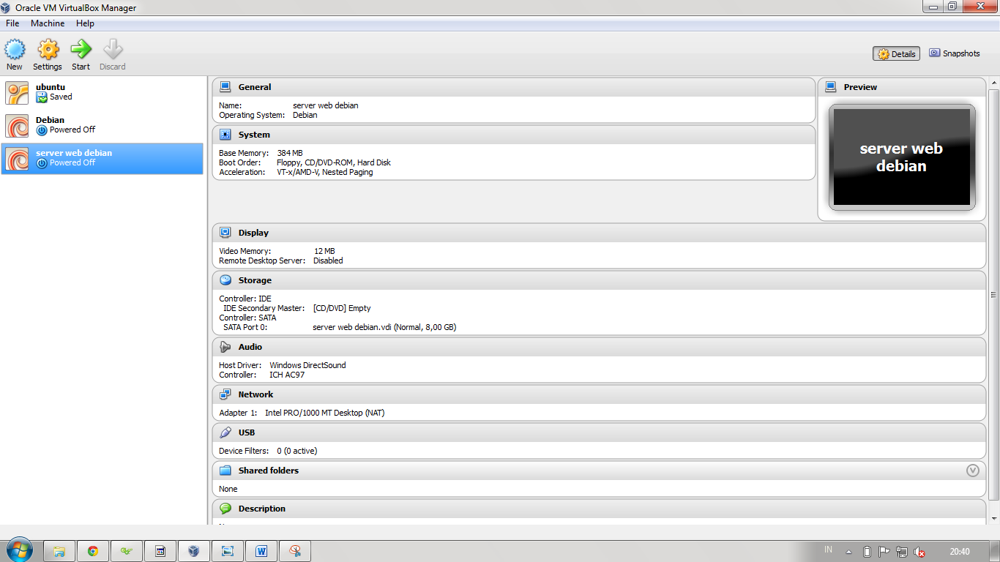 Oracle VM VirtualBox Manager
File Machine Help
New Settings Start Discard
Details Snapshots
ubuntu
Saved
Debian
Powered Off
server web debian
Powered Off
General
Name: server web debian
Operating System: Debian
System
Base Memory: 384 MB
Boot Order: Floppy, CD/DVD-ROM, Hard Disk
Acceleration: VT-x/AMD-V, Nested Paging
Preview
server web
debian
Display
Video Memory: 12 MB
Remote Desktop Server: Disabled
Storage
Controller: IDE
IDE Secondary Master: [CD/DVD] Empty
Controller: SATA
SATA Port 0: server web debian.vdi (Normal, 8,00 GB)
Audio
Host Driver: Windows DirectSound
Controller: ICH AC97
Network
Adapter 1: Intel PRO/1000 MT Desktop (NAT)
USB
Device Filters: 0 (0 active)
Shared folders
None
Description
IN 20:40